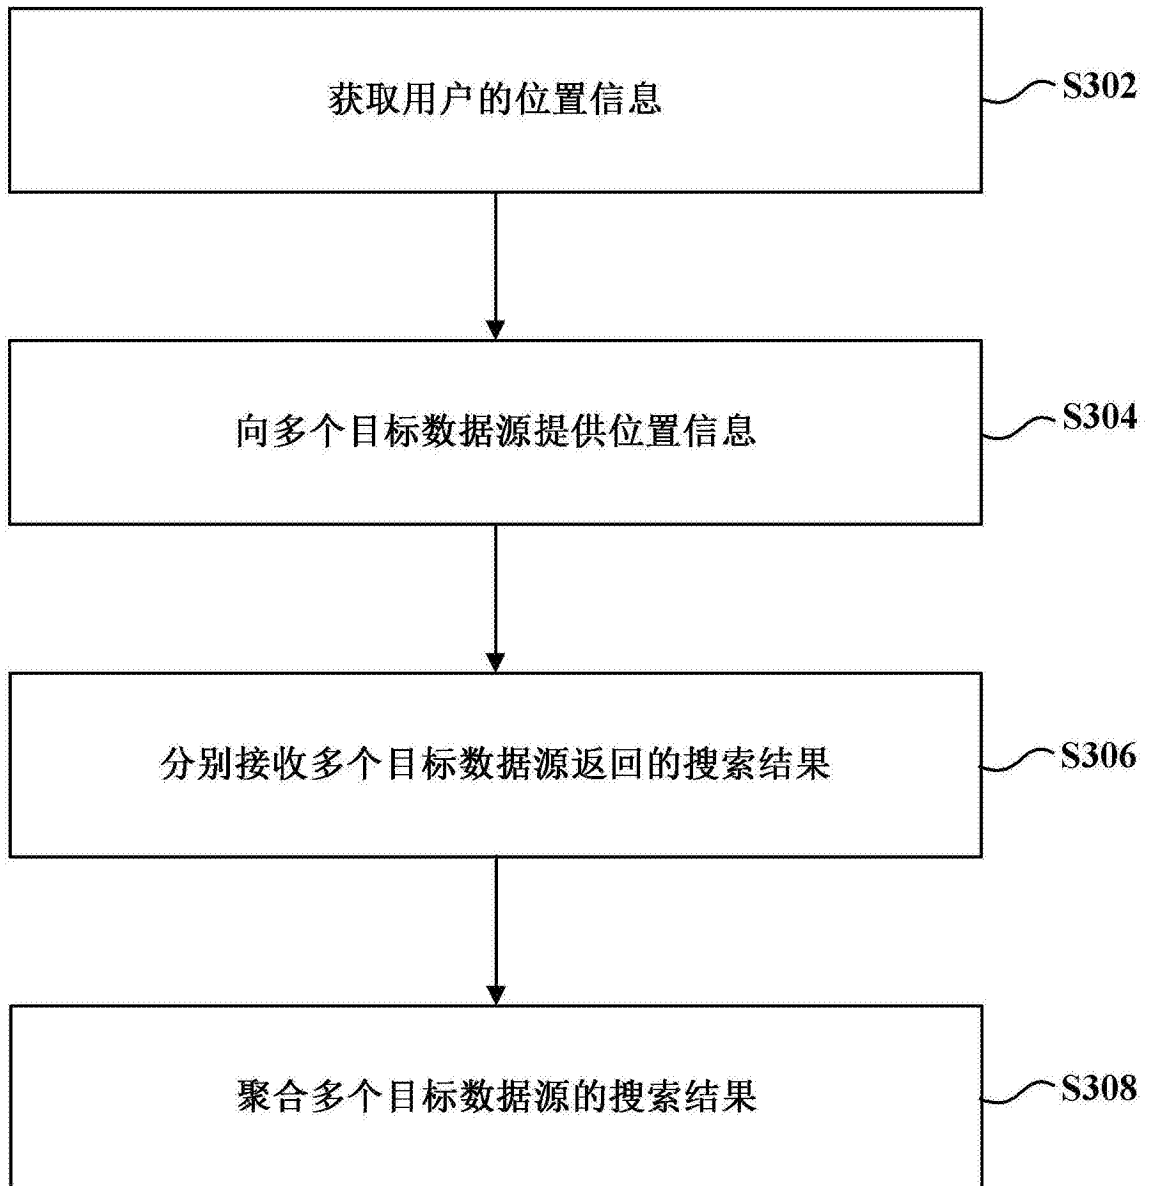 获取用户的位置信息
S302
向多个目标数据源提供位置信息
S304
分别接收多个目标数据源返回的搜索结果
S306
聚合多个目标数据源的搜索结果
S308